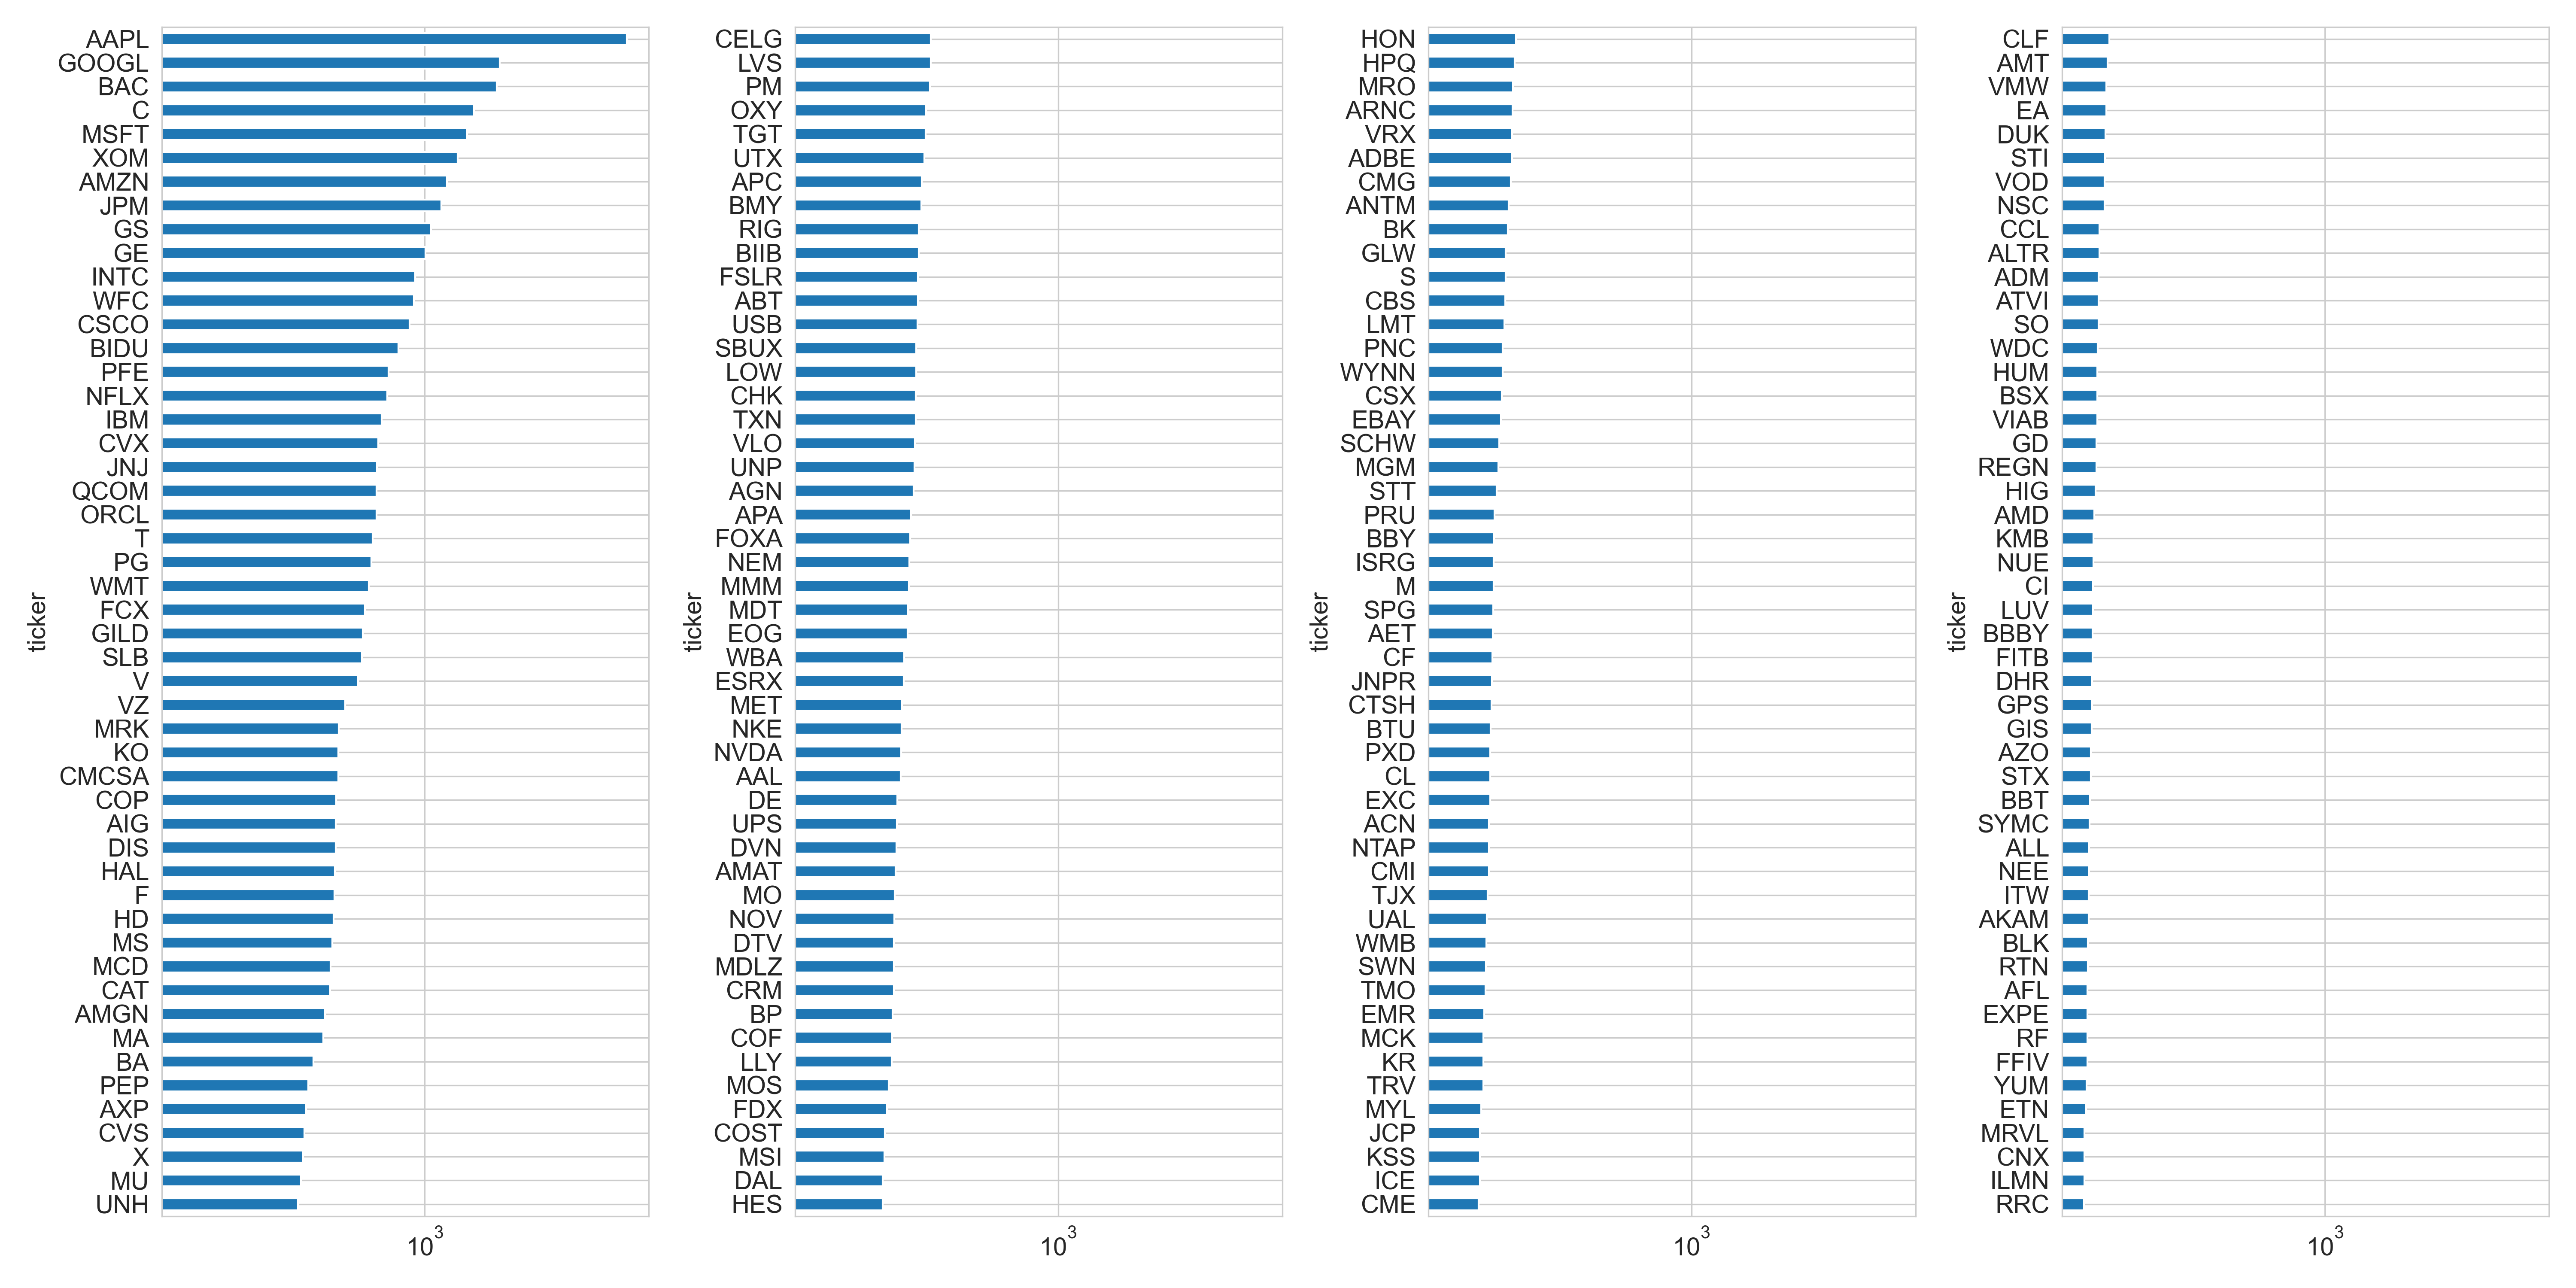 ticker
AAPL
GOOGL
BAC
C
MSFT
XOM
AMZN
JPM
GS
GE
INTC
WFC
CSCO
BIDU
PFE
NFLX
IBM
CVX
JNJ
QCOM
ORCL
T
PG
WMT
FCX
GILD
SLB
V
VZ
MRK
KO
CMCSA
COP
AIG
DIS
HAL
F
HD
MS
MCD
CAT
AMGN
MA
BA
PEP
AXP
CVS
X
MU
UNH
10³
ticker
CELG
LVS
PM
OXY
TGT
UTX
APC
BMY
RIG
BIIB
FSLR
ABT
USB
SBUX
LOW
CHK
TXN
VLO
UNP
AGN
APA
FOXA
NEM
MMM
MDT
EOG
WBA
ESRX
MET
NKE
NVDA
AAL
DE
UPS
DVN
AMAT
MO
NOV
DTV
MDLZ
CRM
BP
COF
LLY
MOS
FDX
COST
MSI
DAL
HES
10³
ticker
HON
HPQ
MRO
ARNC
VRX
ADBE
CMG
ANTM
BK
GLW
S
CBS
LMT
PNC
WYNN
CSX
EBAY
SCHW
MGM
STT
PRU
BBY
ISRG
M
SPG
AET
CF
JNPR
CTSH
BTU
PXD
CL
EXC
ACN
NTAP
CMI
TJX
UAL
WMB
SWN
TMO
EMR
MCK
KR
TRV
MYL
JCP
KSS
ICE
CME
10³
ticker
CLF
AMT
VMW
EA
DUK
STI
VOD
NSC
CCL
ALTR
ADM
ATVI
SO
WDC
HUM
BSX
VIAB
GD
REGN
HIG
AMD
KMB
NUE
CI
LUV
BBBY
FITB
DHR
GPS
GIS
AZO
STX
BBT
SYMC
ALL
NEE
ITW
AKAM
BLK
RTN
AFL
EXPE
RF
FFIV
YUM
ETN
MRVL
CNX
ILMN
RRC
10³